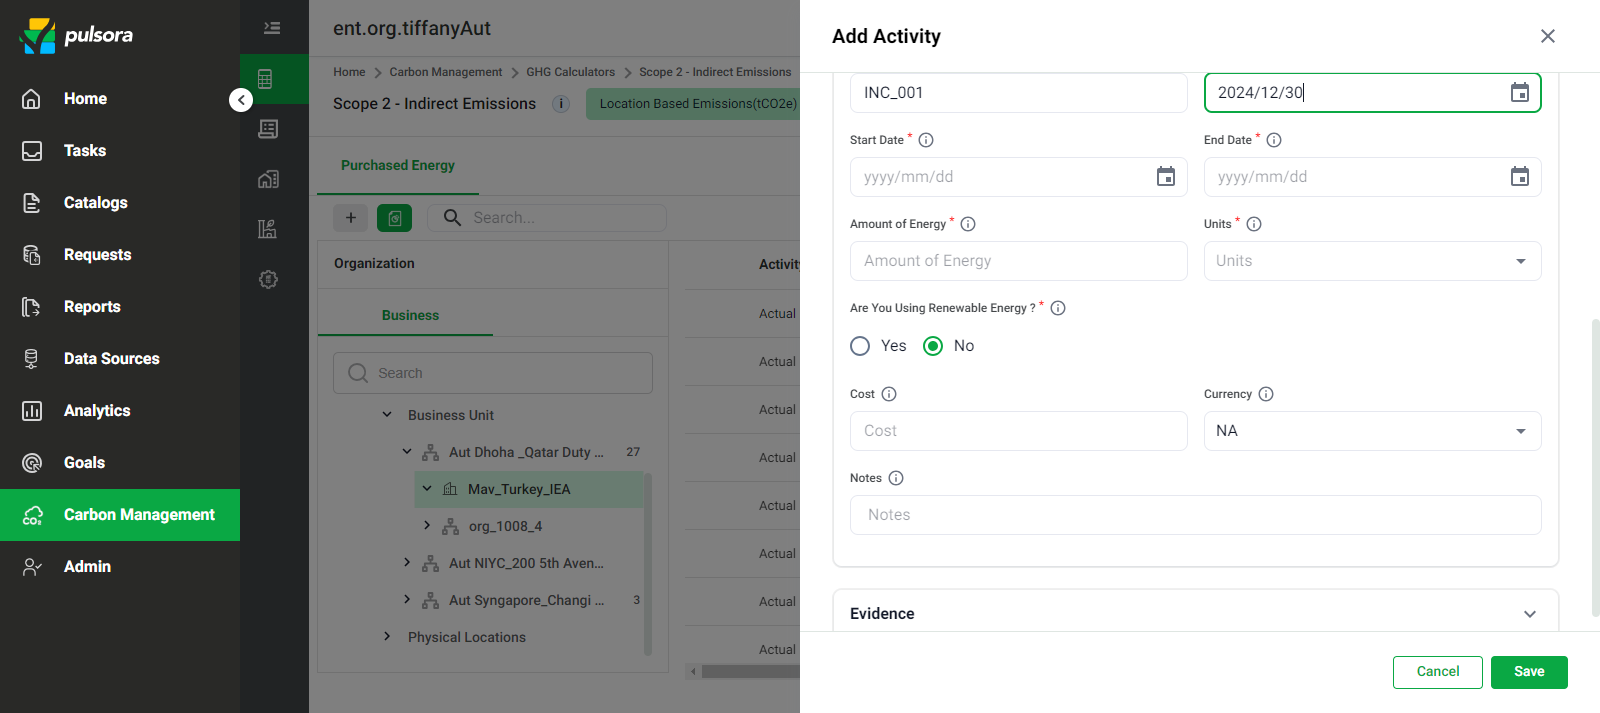 pulsora
Home
Tasks
Catalogs
Requests
Reports
Data Sources
Analytics
Goals
Carbon Management
Admin
ent.org.tiffanyAut
Home > Carbon Management > GHG Calculators > Scope 2 - Indirect Emissions
Scope 2 - Indirect Emissions
Location Based Emissions(tCO2e)
Purchased Energy
Search...
Organization
Business
Search
Business Unit
Aut Dhoha _Qatar Duty ... 27
Mav_Turkey_IEA
org_1008_4
Aut NIYC_200 5th Aven...
Aut Syngapore_Changi ... 3
Physical Locations
Activity
Actual
Actual
Actual
Actual
Actual
Actual
Actual
Actual
Add Activity
INC_001
2024/12/30
Start Date *
End Date *
yyyy/mm/dd
yyyy/mm/dd
Amount of Energy *
Units *
Amount of Energy
Units
Are You Using Renewable Energy ? *
Yes
No
Cost
Currency
Cost
NA
Notes
Notes
Evidence
Cancel
Save